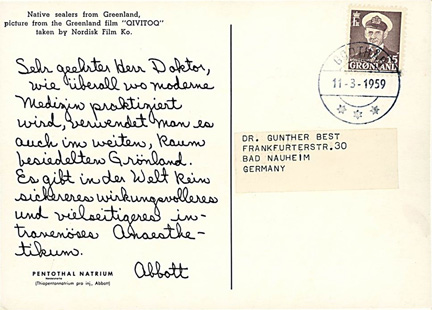 Native sealers from Greenland,
picture from the Greenland film "QIVITOQ"
taken by Nordisk Film Ko.
Sehr geehrter Herr Doktor,
wie überall wo moderne
Medizin praktiziert
wird, verwendet man es
auch im weiten, kaum
besiedelten Grönland.
Es gibt in der Welt kein
sichereres wirkungsvolleres
und vielseitigeres in-
travenöses Anaesthe-
tikum.
Abbott
PENTOTHAL NATRIUM
(Thiopentonnatrium pro inj., Abbott)
15
GRØNLAND
11-3-1959
DR. GUNTHER BEST
FRANKFURTERSTR.30
BAD NAUHEIM
GERMANY